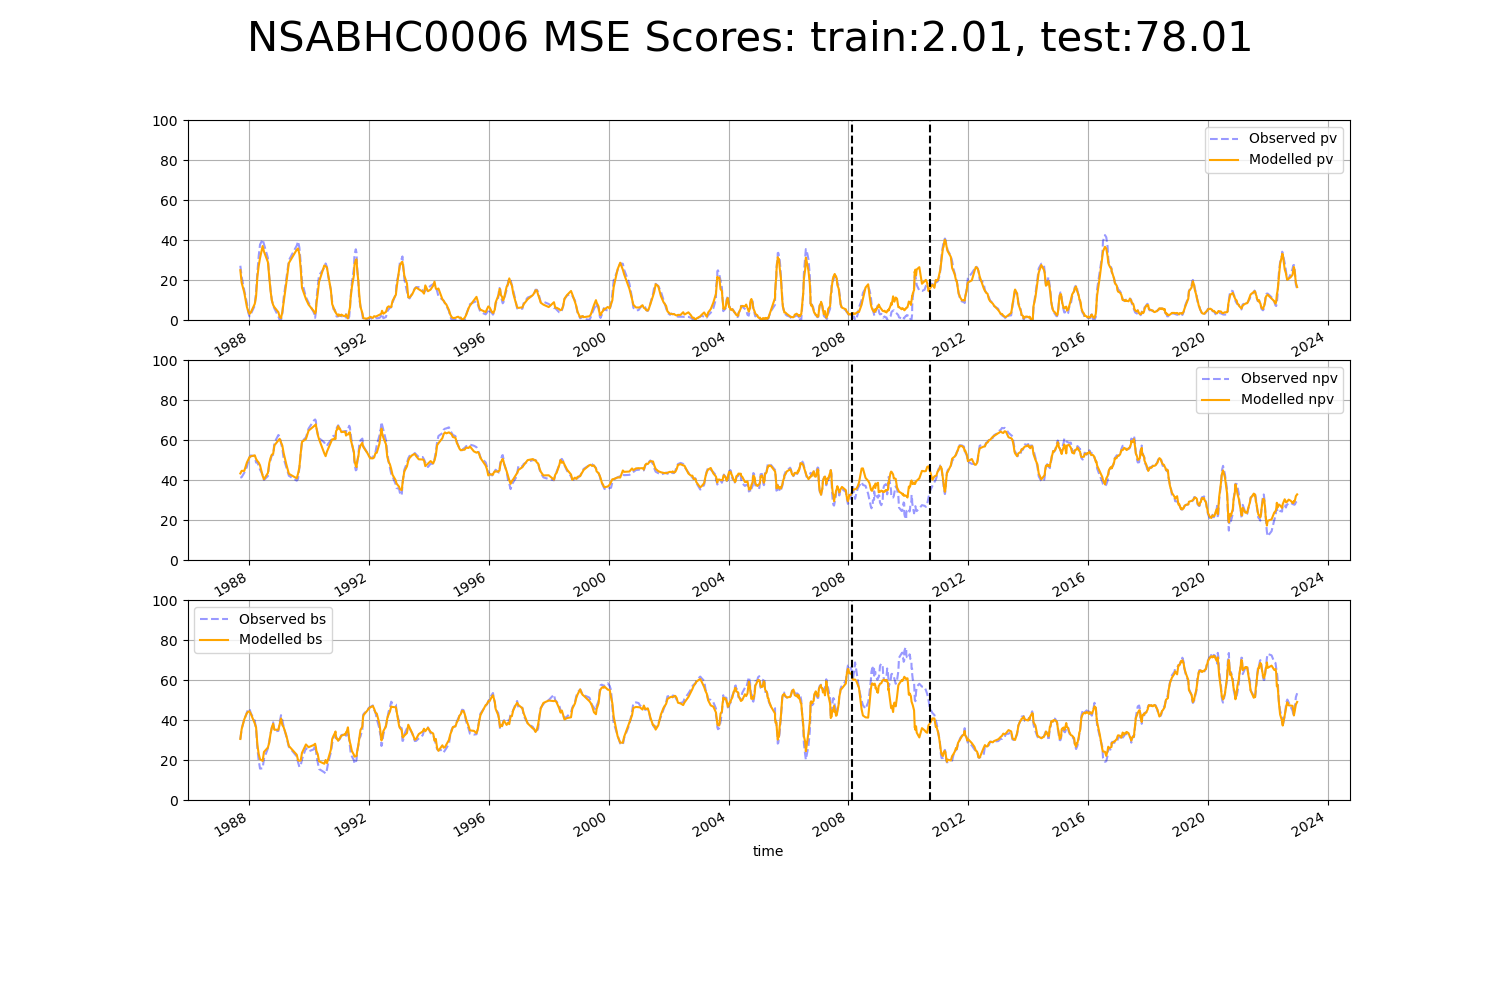 NSABHC0006 MSE Scores: train:2.01, test:78.01
100
80
60
40
20
0
Observed pv
Modelled pv
1988 1992 1996 2000 2004 2008 2012 2016 2020 2024
100
80
60
40
20
0
Observed npv
Modelled npv
1988 1992 1996 2000 2004 2008 2012 2016 2020 2024
100
80
60
40
20
0
Observed bs
Modelled bs
1988 1992 1996 2000 2004 2008 2012 2016 2020 2024
time